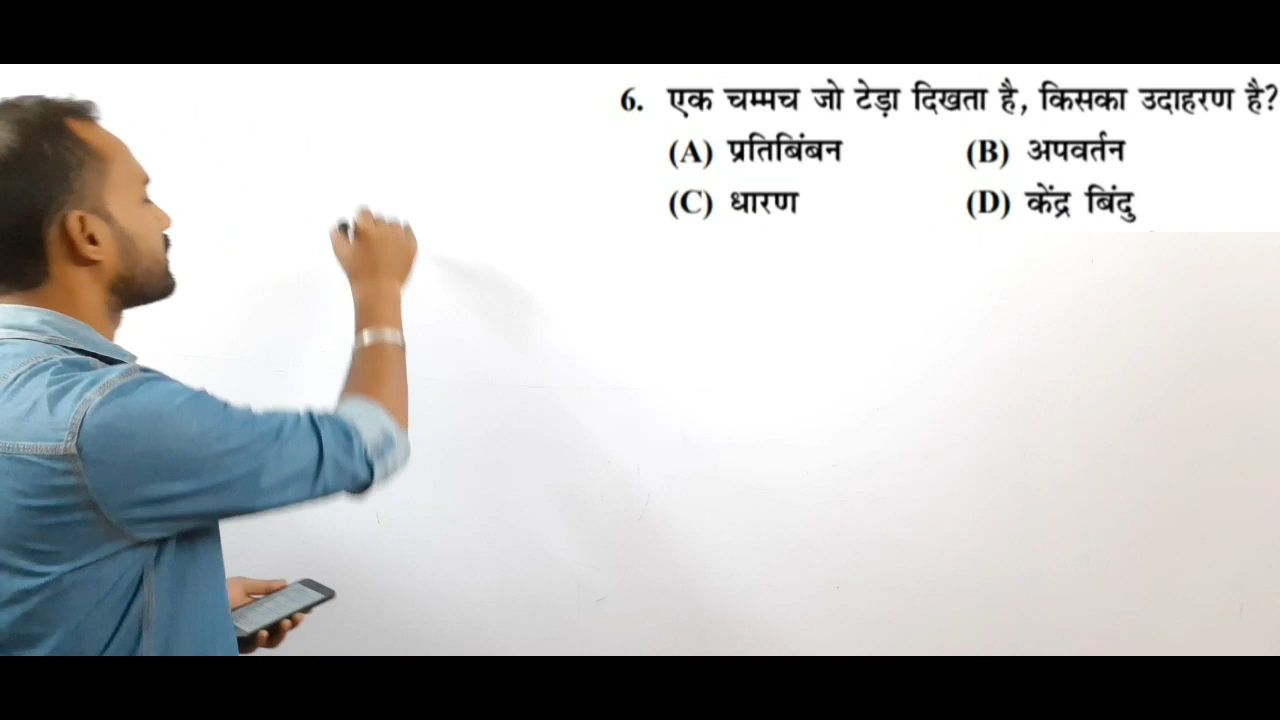 6. एक चम्मच जो टेड़ा दिखता है, किसका उदाहरण है?
(A) प्रतिबिंबन (B) अपवर्तन
(C) धारण (D) केंद्र बिंदु